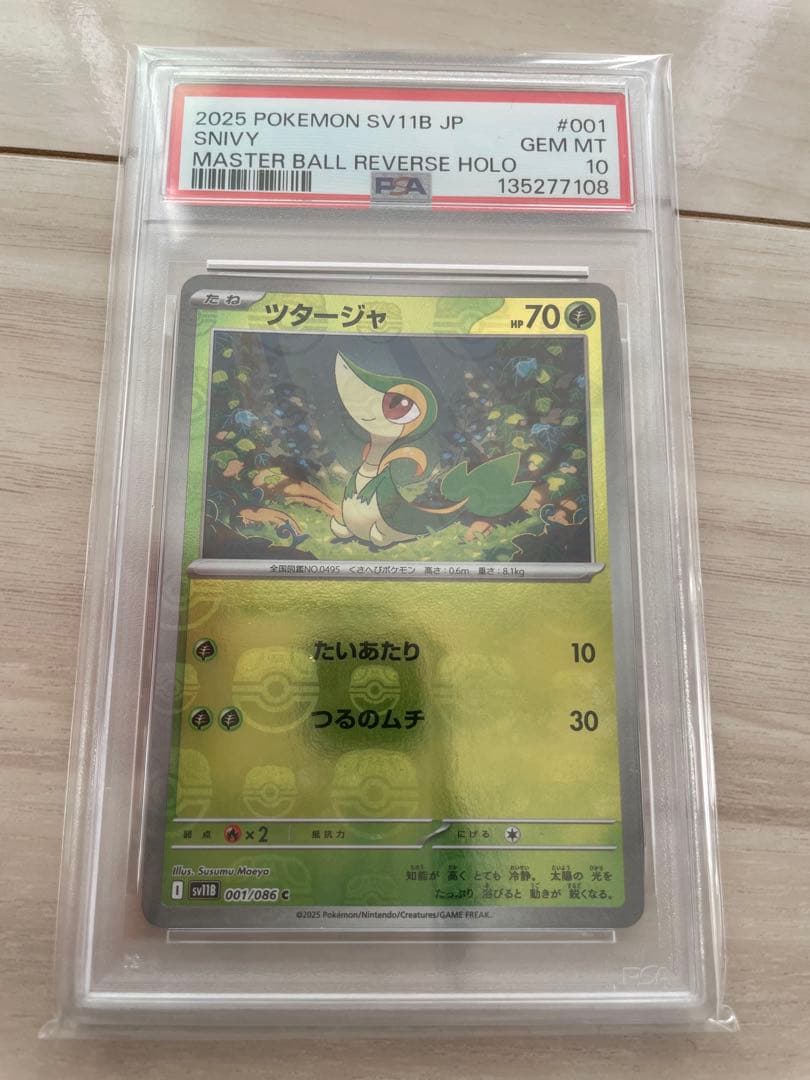 2025 POKEMON SV11B JP #001
SNIVY GEM MT
MASTER BALL REVERSE HOLO 10
PSA 135277108
たね ツタージャ HP70
全国図鑑NO.0495 くさへびポケモン 高さ:0.6m 重さ:8.1kg
たいあたり 10
つるのムチ 30
弱点 ×2 抵抗力 にげる
Illus. Susumu Maeya
知能が高くとても冷静。太陽の光を
たっぷり浴びると動きが鋭くなる。
I sv11B 001/086 C
©2025 Pokémon/Nintendo/Creatures/GAME FREAK.
PSA